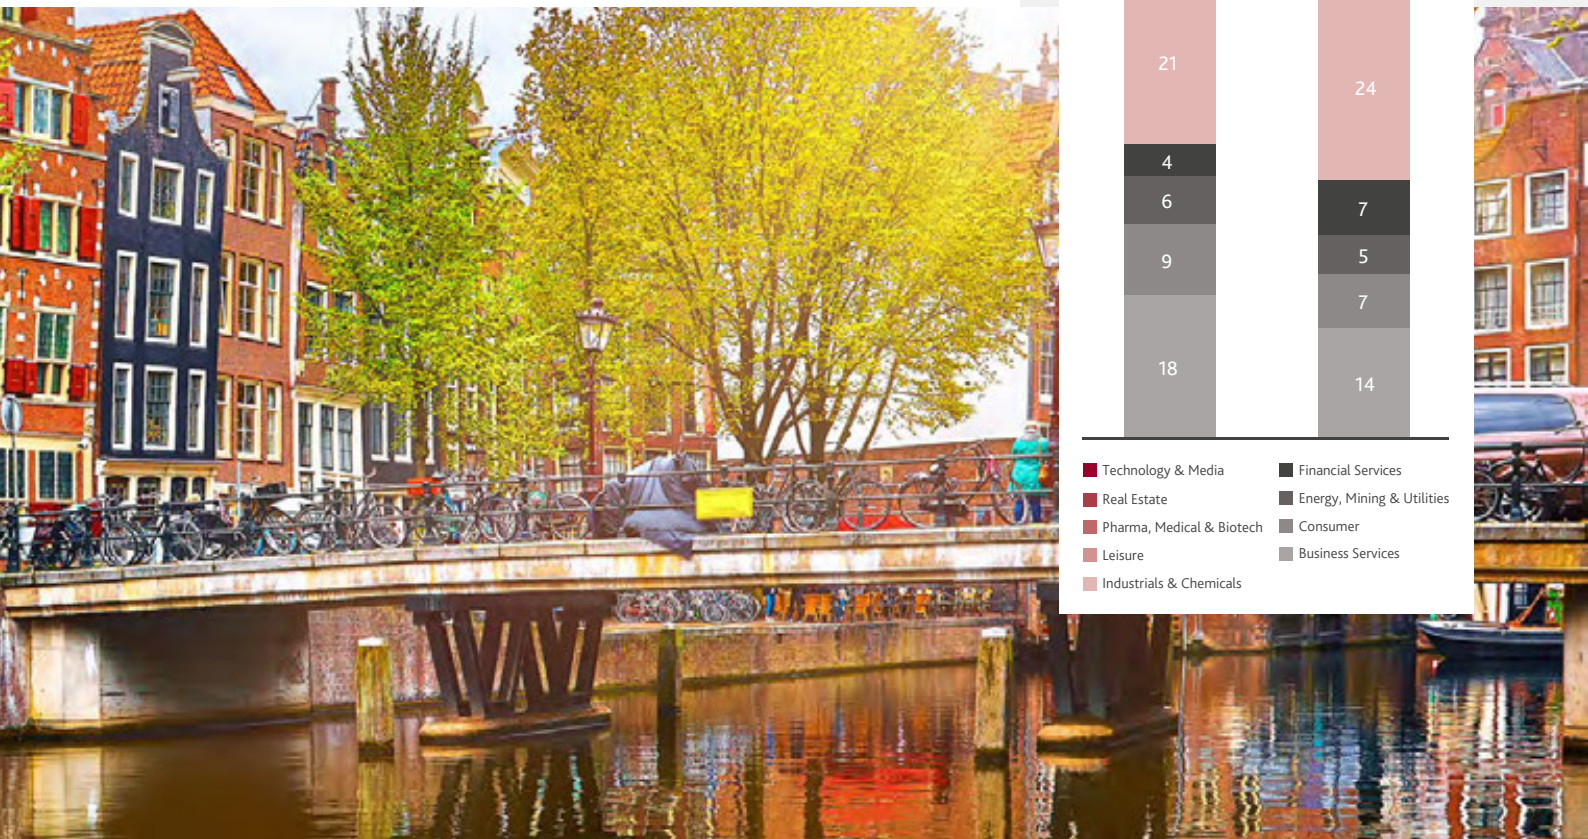 21
24
4
7
6
5
9
7
18
14
Technology & Media
Real Estate
Pharma, Medical & Biotech
Leisure
Industrials & Chemicals
Financial Services
Energy, Mining & Utilities
Consumer
Business Services